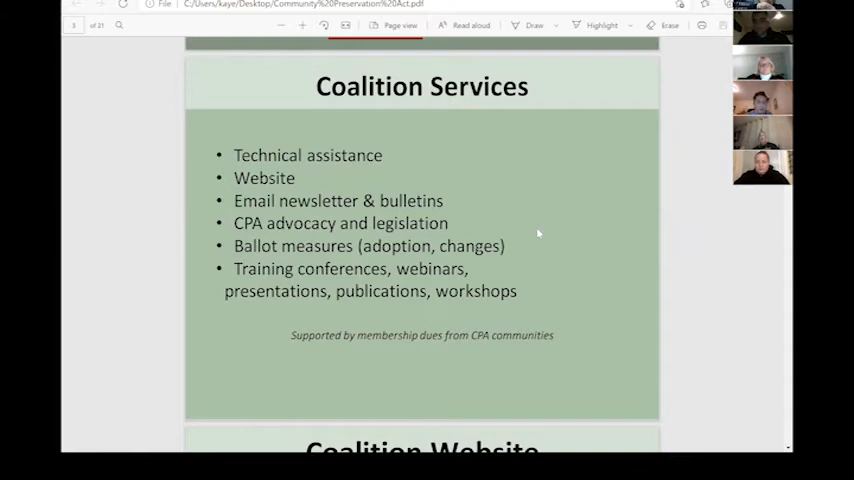 File
C:/Users/kaye/Desktop/Community%20Preservation%20Act.pdf
3 of 21
Page view
Read aloud
Draw
Highlight
Erase
Coalition Services
• Technical assistance
• Website
• Email newsletter & bulletins
• CPA advocacy and legislation
• Ballot measures (adoption, changes)
• Training conferences, webinars,
presentations, publications, workshops
Supported by membership dues from CPA communities
Coalition Website